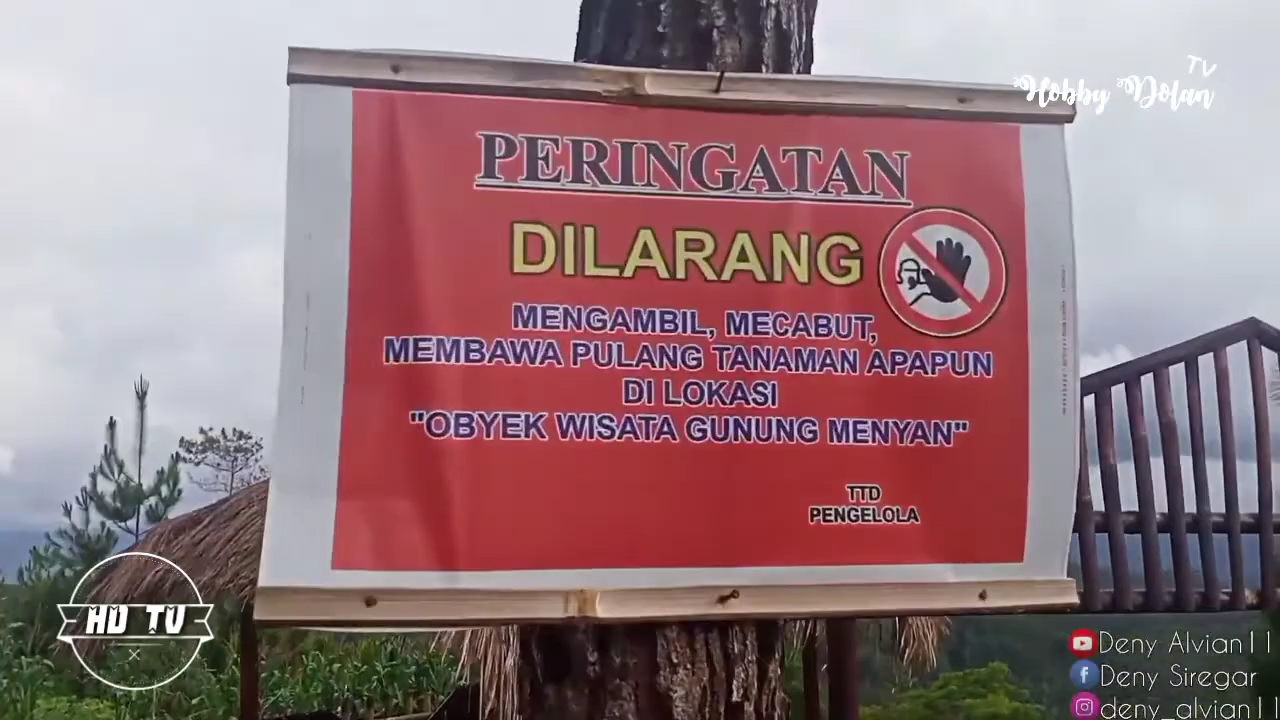 Hobby Dolan TV
PERINGATAN
DILARANG
MENGAMBIL, MECABUT,
MEMBAWA PULANG TANAMAN APAPUN
DI LOKASI
"OBYEK WISATA GUNUNG MENYAN"
TTD
PENGELOLA
HD TV
Deny Alvian11
Deny Siregar
deny_alvian11